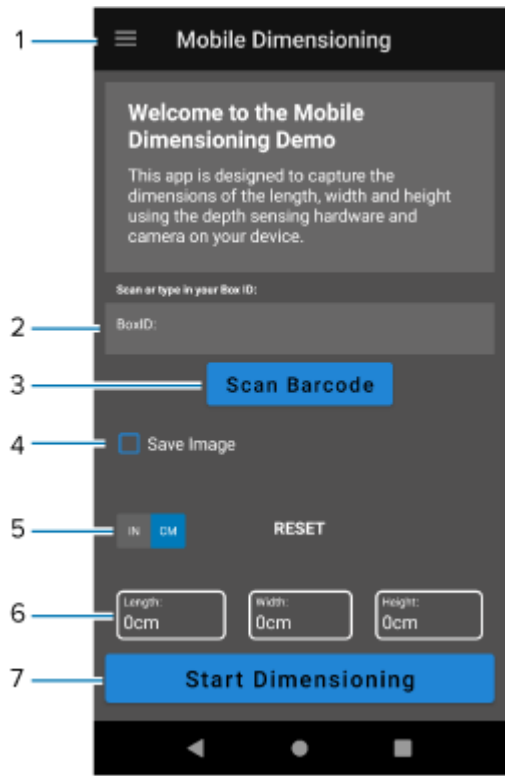 1
Mobile Dimensioning
Welcome to the Mobile
Dimensioning Demo
This app is designed to capture the
dimensions of the length, width and height
using the depth sensing hardware and
camera on your device.
Scan or type in your Box ID:
2
BoxID:
3
Scan Barcode
4
Save Image
5
IN CM
RESET
6
Length:
0cm
Width:
0cm
Height:
0cm
7
Start Dimensioning